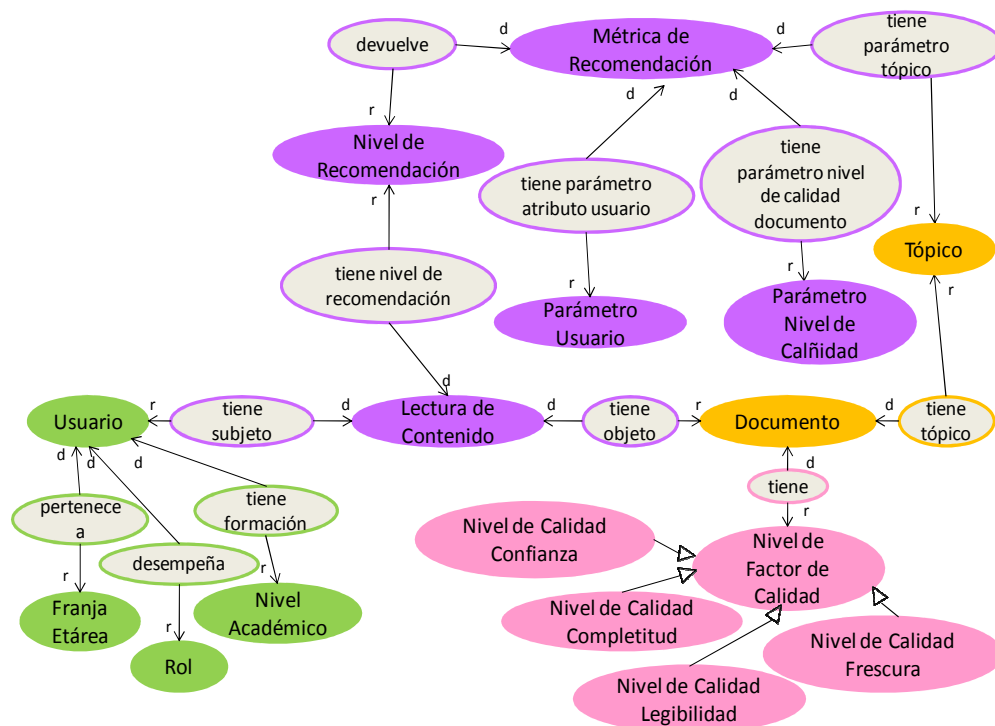 devuelve
d
d
Métrica de
Recomendación
d
d
d
tiene
parámetro
tópico
r
r
Nivel de
Recomendación
r
tiene parámetro
atributo usuario
tiene
parámetro nivel
de calidad
documento
r
Tópico
r
tiene nivel de
recomendación
r
Parámetro
Usuario
r
Parámetro
Nivel de
Calñidad
d
Usuario
r
tiene
subjeto
d
Lectura de
Contenido
d
tiene
objeto
r
Documento
d
tiene
tópico
d
d
d
d
pertenece
a
tiene
formación
tiene
r
desempeña
r
r
r
Franja
Etárea
Nivel
Académico
Rol
Nivel de Calidad
Confianza
Nivel de
Factor de
Calidad
Nivel de Calidad
Completitud
Nivel de Calidad
Frescura
Nivel de Calidad
Legibilidad